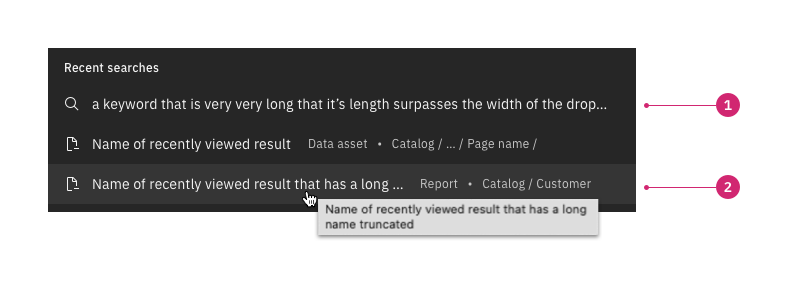 Recent searches
a keyword that is very very long that it’s length surpasses the width of the drop...
1
Name of recently viewed result Data asset • Catalog / ... / Page name /
Name of recently viewed result that has a long ... Report • Catalog / Customer
2
Name of recently viewed result that has a long
name truncated